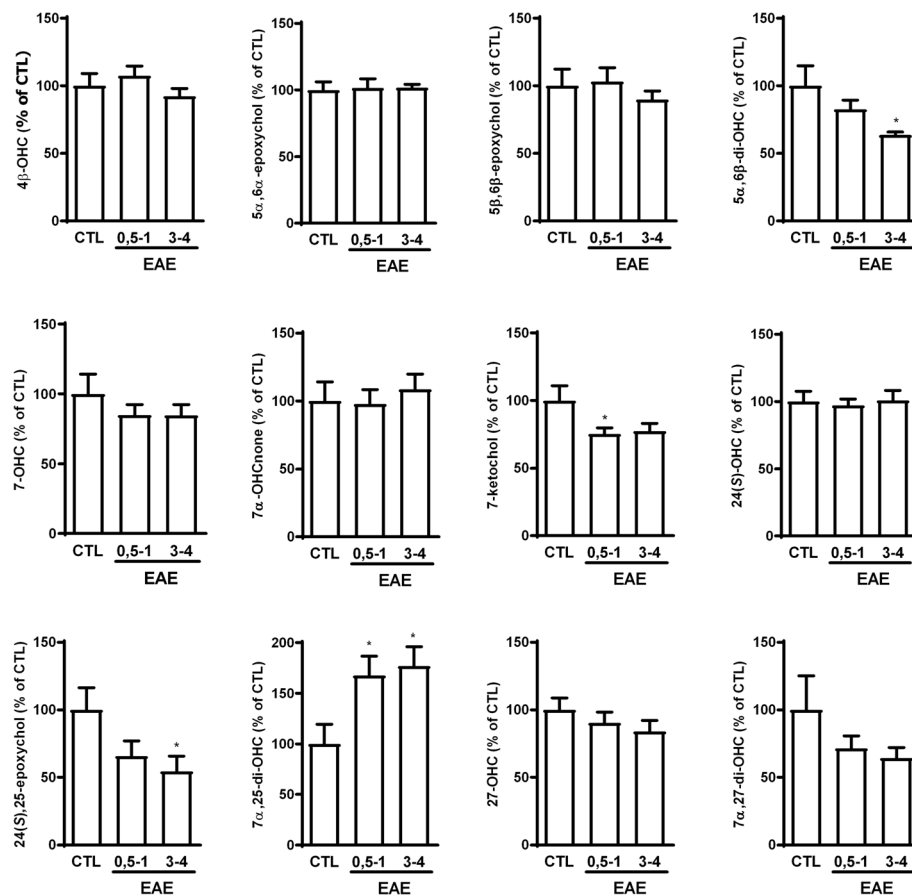 4β-OHC (% of CTL)
150
100
50
0
CTL 0,5-1 3-4
EAE
5α,6α-epoxychol (% of CTL)
150
100
50
0
CTL 0,5-1 3-4
EAE
5β,6β-epoxychol (% of CTL)
150
100
50
0
CTL 0,5-1 3-4
EAE
5α,6β-di-OHC (% of CTL)
150
100
50
0
*
CTL 0,5-1 3-4
EAE
7-OHC (% of CTL)
150
100
50
0
CTL 0,5-1 3-4
EAE
7α-OHCnone (% of CTL)
150
100
50
0
CTL 0,5-1 3-4
EAE
7-ketochol (% of CTL)
150
100
50
0
*
CTL 0,5-1 3-4
EAE
24(S)-OHC (% of CTL)
150
100
50
0
CTL 0,5-1 3-4
EAE
24(S),25-epoxychol (% of CTL)
150
100
50
0
*
CTL 0,5-1 3-4
EAE
7α,25-di-OHC (% of CTL)
200
150
100
50
0
* *
CTL 0,5-1 3-4
EAE
27-OHC (% of CTL)
150
100
50
0
CTL 0,5-1 3-4
EAE
7α,27-di-OHC (% of CTL)
150
100
50
0
CTL 0,5-1 3-4
EAE